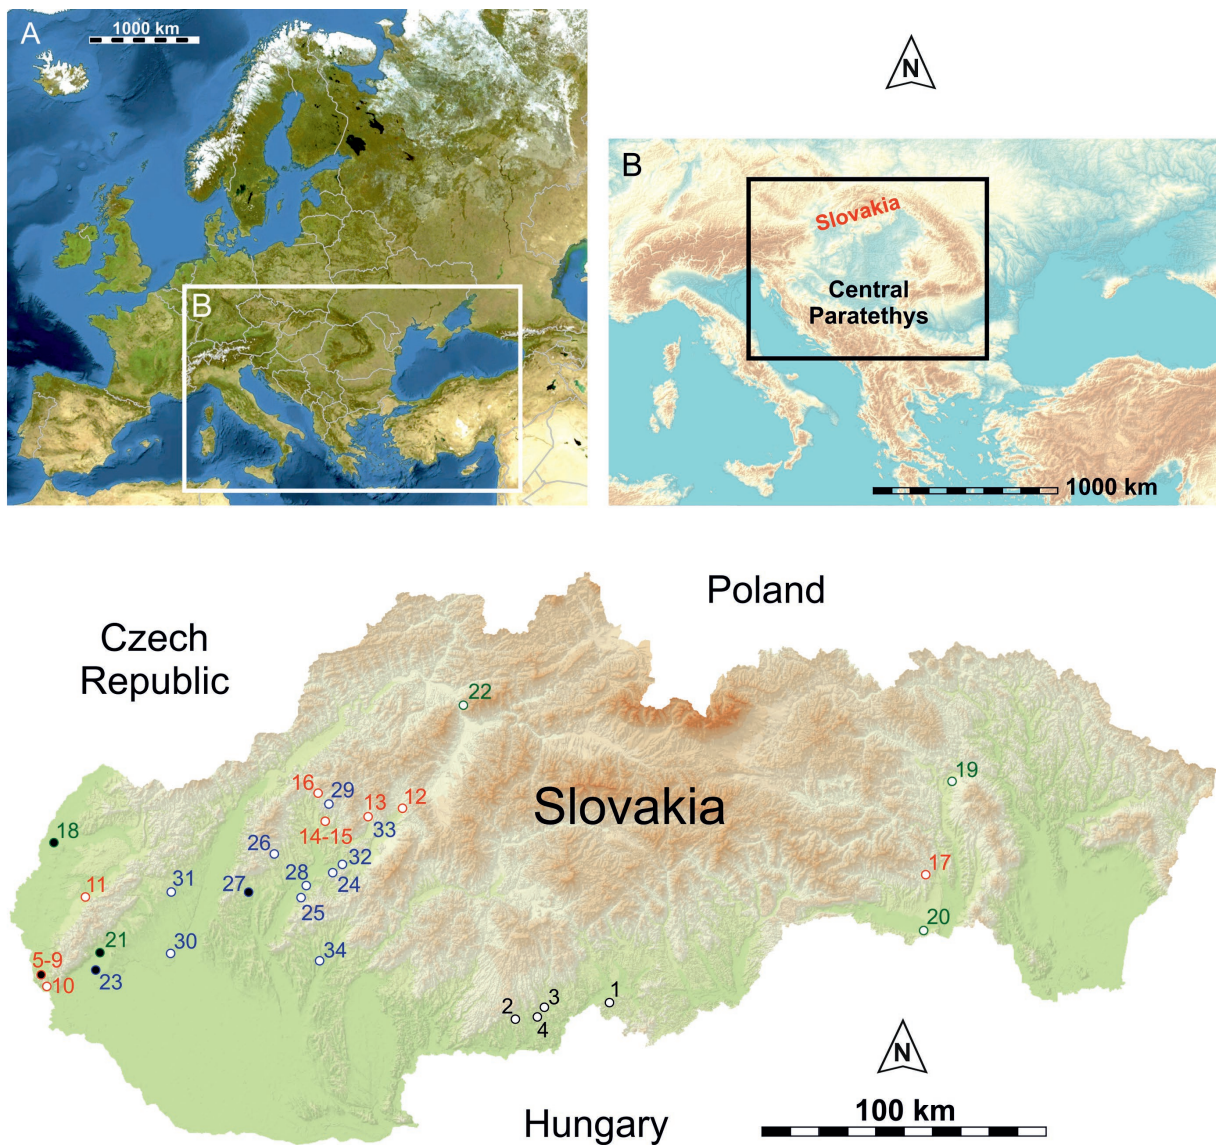 A
1000 km
B
N
B
Slovakia
Central
Paratethys
1000 km
Poland
Czech
Republic
22
Slovakia
16
29
13
12
19
18
14-15
33
26
32
17
11
31
27
28
24
25
20
21
30
34
5-9
23
10
2
3
1
4
N
100 km
Hungary